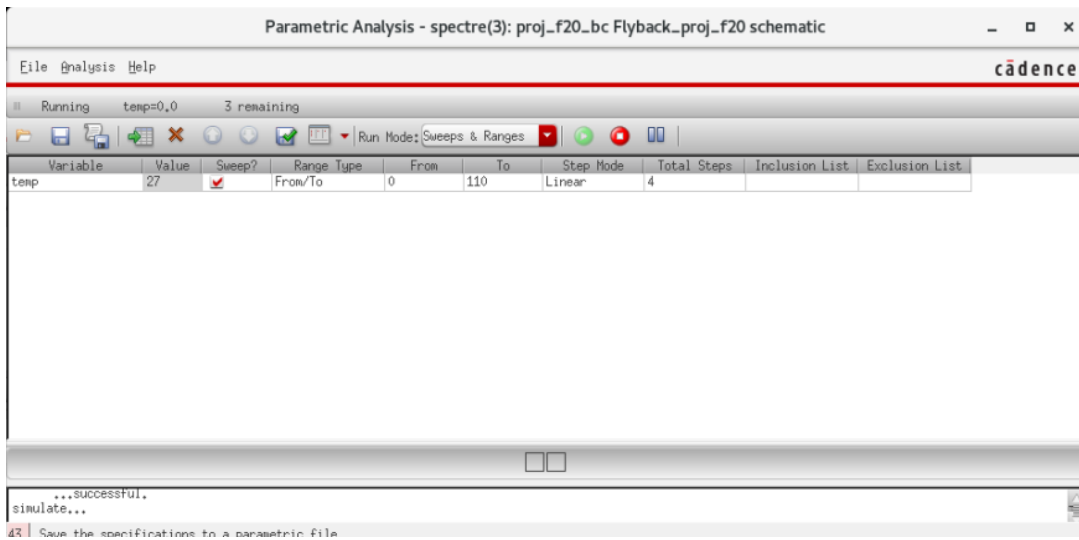 Parametric Analysis - spectre(3): proj_f20_bc Flyback_proj_f20 schematic
File Analysis Help cādence
Running temp=0.0 3 remaining
Run Mode: Sweeps & Ranges
Variable Value Sweep? Range Type From To Step Mode Total Steps Inclusion List Exclusion List
temp 27 From/To 0 110 Linear 4
...successful.
simulate...
43 Save the specifications to a parametric file